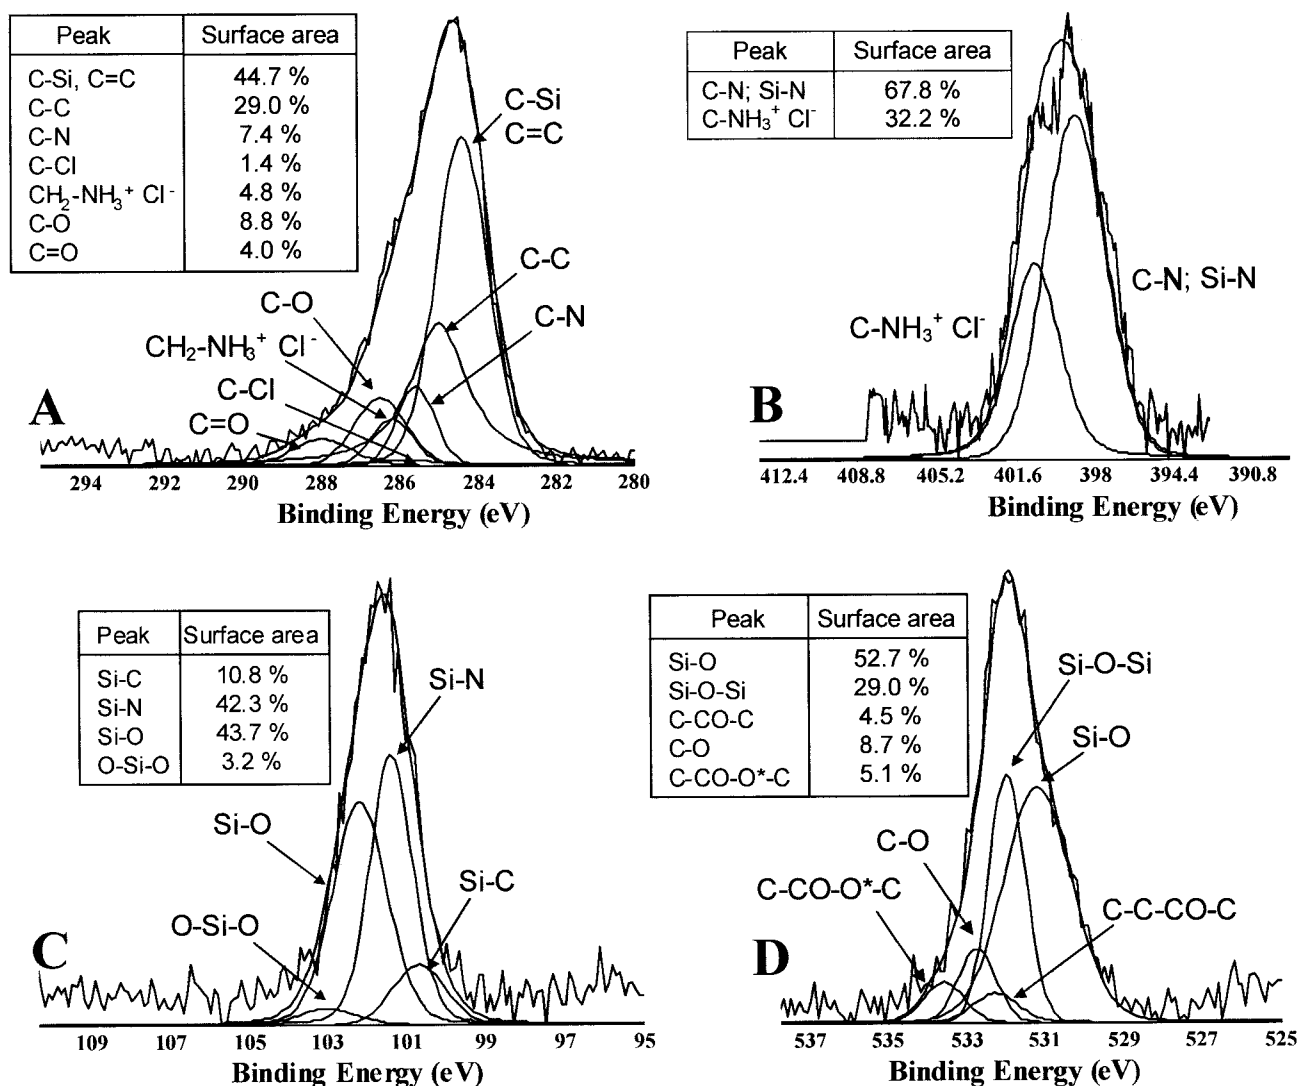 Peak Surface area
C-Si, C=C 44.7 %
C-C 29.0 %
C-N 7.4 %
C-Cl 1.4 %
CH₂-NH₃⁺ Cl⁻ 4.8 %
C-O 8.8 %
C=O 4.0 %
C-Si
C=C
C-C
C-N
C-O
CH₂-NH₃⁺ Cl⁻
C-Cl
C=O
A
294 292 290 288 286 284 282 280
Binding Energy (eV)
Peak Surface area
C-N; Si-N 67.8 %
C-NH₃⁺ Cl⁻ 32.2 %
C-N; Si-N
C-NH₃⁺ Cl⁻
B
412.4 408.8 405.2 401.6 398 394.4 390.8
Binding Energy (eV)
Peak Surface area
Si-C 10.8 %
Si-N 42.3 %
Si-O 43.7 %
O-Si-O 3.2 %
Si-N
Si-O
Si-C
O-Si-O
C
109 107 105 103 101 99 97 95
Binding Energy (eV)
Peak Surface area
Si-O 52.7 %
Si-O-Si 29.0 %
C-CO-C 4.5 %
C-O 8.7 %
C-CO-O*-C 5.1 %
Si-O-Si
Si-O
C-O
C-CO-O*-C
C-C-CO-C
D
537 535 533 531 529 527 525
Binding Energy (eV)